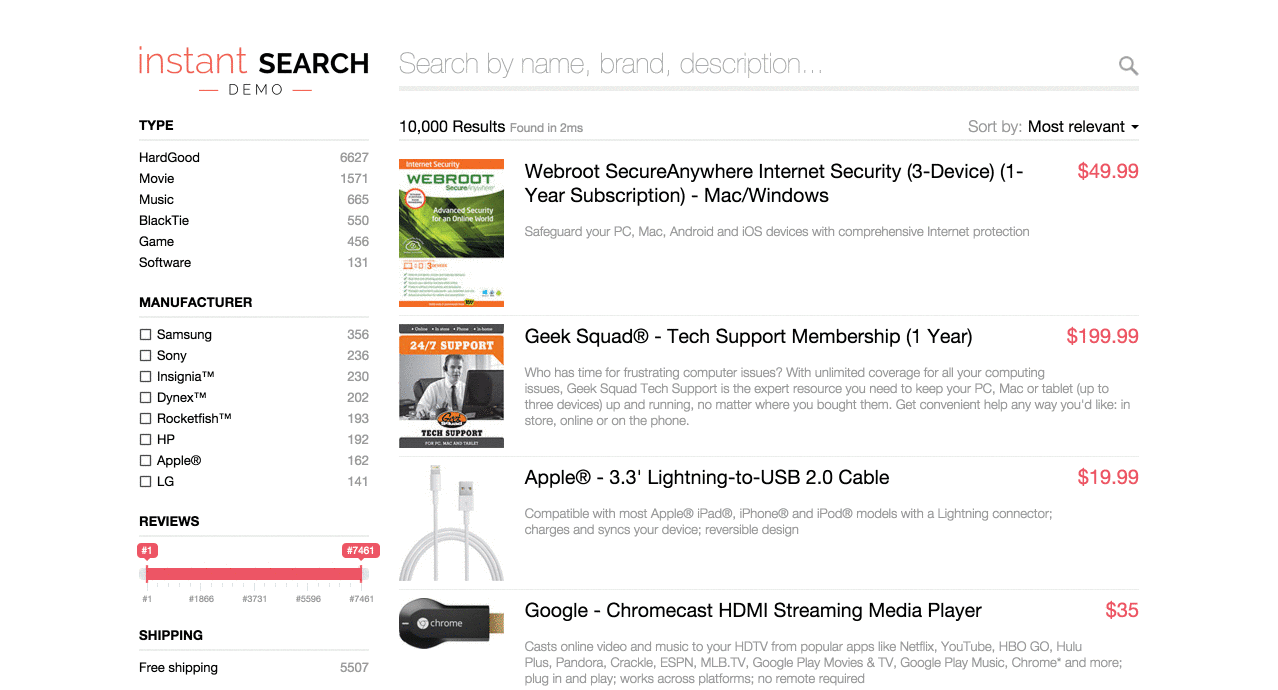 instant SEARCH
DEMO
Search by name, brand, description...
TYPE
HardGood 6627
Movie 1571
Music 665
BlackTie 550
Game 456
Software 131
MANUFACTURER
Samsung 356
Sony 236
Insignia™ 230
Dynex™ 202
Rocketfish™ 193
HP 192
Apple® 162
LG 141
REVIEWS
#1 #7461
#1 #1866 #3731 #5596 #7461
SHIPPING
Free shipping 5507
10,000 Results Found in 2ms
Sort by: Most relevant
Internet Security
WEBROOT
SecureAnywhere
Advanced Security
for an Online World
Webroot SecureAnywhere Internet Security (3-Device) (1-
Year Subscription) - Mac/Windows
$49.99
Safeguard your PC, Mac, Android and iOS devices with comprehensive Internet protection
• Online • In store • Phone • In home
24/7 SUPPORT
TECH SUPPORT
FOR PC, MAC AND TABLET
Geek Squad® - Tech Support Membership (1 Year)
$199.99
Who has time for frustrating computer issues? With unlimited coverage for all your computing
issues, Geek Squad Tech Support is the expert resource you need to keep your PC, Mac or tablet (up to
three devices) up and running, no matter where you bought them. Get convenient help any way you'd like: in
store, online or on the phone.
Apple® - 3.3' Lightning-to-USB 2.0 Cable
$19.99
Compatible with most Apple® iPad®, iPhone® and iPod® models with a Lightning connector;
charges and syncs your device; reversible design
chrome
Google - Chromecast HDMI Streaming Media Player
$35
Casts online video and music to your HDTV from popular apps like Netflix, YouTube, HBO GO, Hulu
Plus, Pandora, Crackle, ESPN, MLB.TV, Google Play Movies & TV, Google Play Music, Chrome* and more;
plug in and play; works across platforms; no remote required